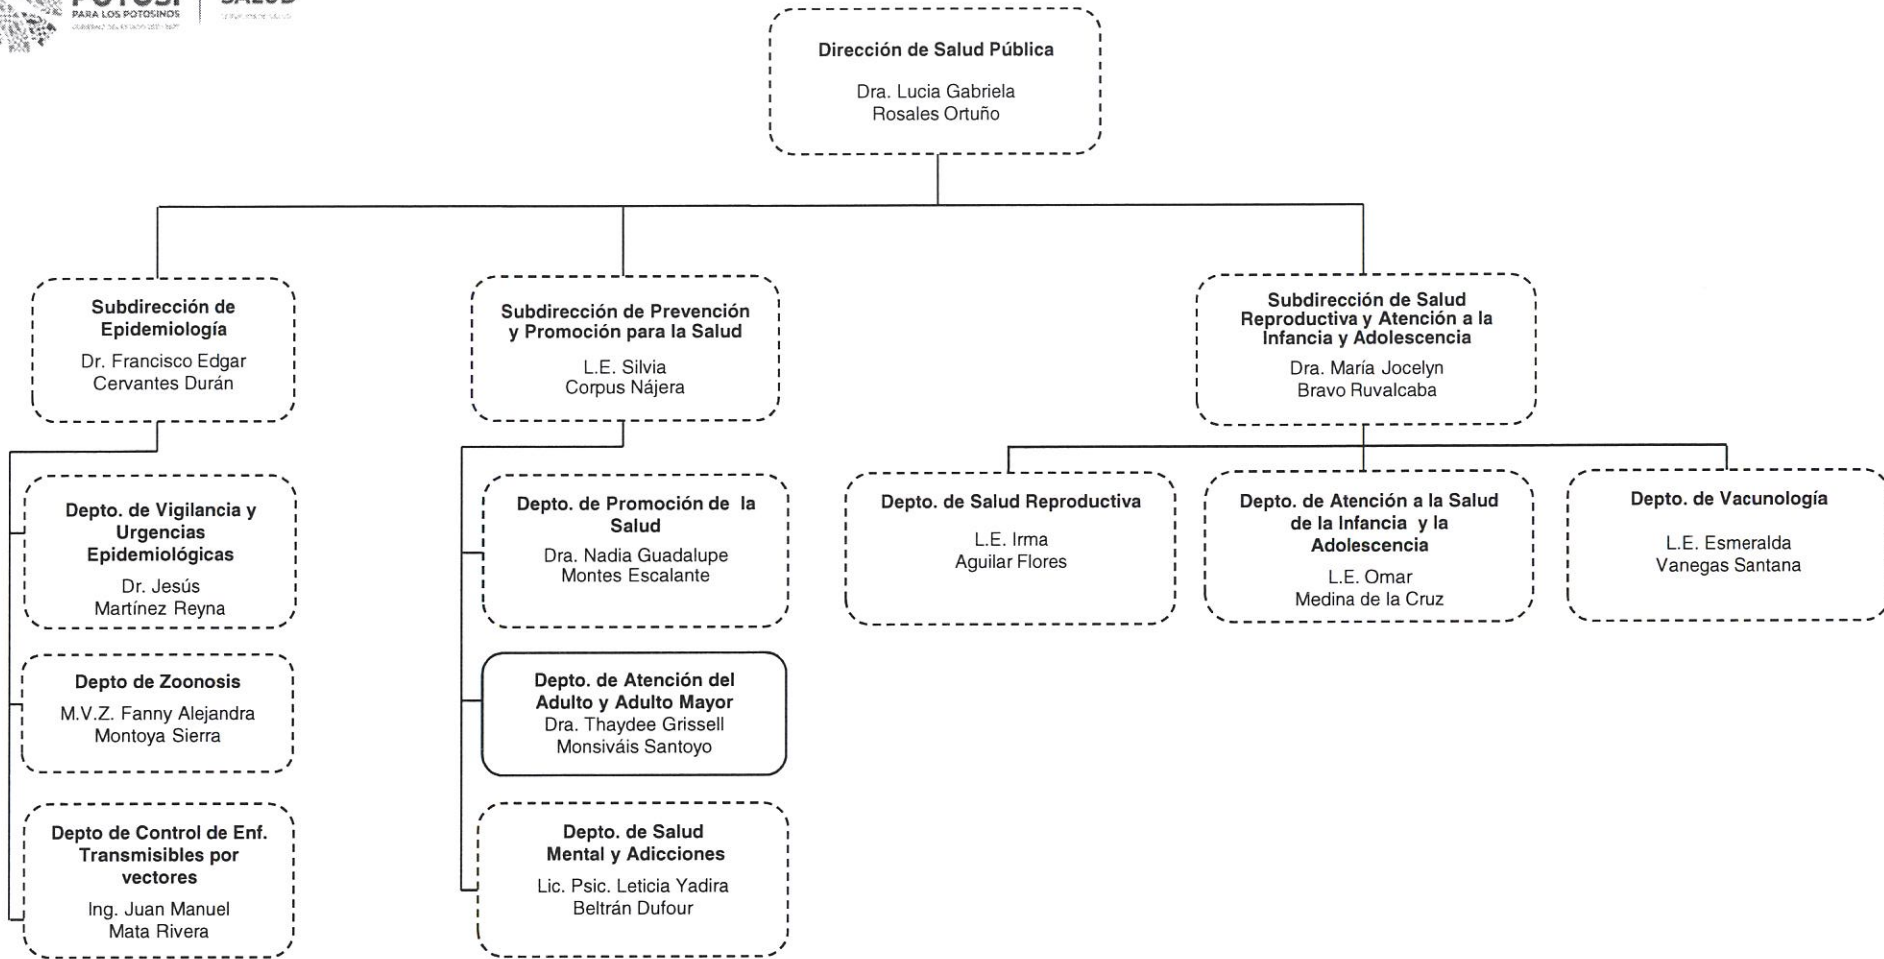 POTOSÍ
PARA LOS POTOSINOS
SALUD
Dirección de Salud Pública
Dra. Lucia Gabriela
Rosales Ortuño
Subdirección de
Epidemiología
Dr. Francisco Edgar
Cervantes Durán
Subdirección de Prevención
y Promoción para la Salud
L.E. Silvia
Corpus Nájera
Subdirección de Salud
Reproductiva y Atención a la
Infancia y Adolescencia
Dra. María Jocelyn
Bravo Ruvalcaba
Depto. de Vigilancia y
Urgencias
Epidemiológicas
Dr. Jesús
Martínez Reyna
Depto. de Promoción de  la
Salud
Dra. Nadia Guadalupe
Montes Escalante
Depto. de Salud Reproductiva
L.E. Irma
Aguilar Flores
Depto. de Atención a la Salud
de la Infancia  y la
Adolescencia
L.E. Omar
Medina de la Cruz
Depto. de Vacunología
L.E. Esmeralda
Vanegas Santana
Depto de Zoonosis
M.V.Z. Fanny Alejandra
Montoya Sierra
Depto. de Atención del
Adulto y Adulto Mayor
Dra. Thaydee Grissell
Monsiváis Santoyo
Depto de Control de Enf.
Transmisibles por
vectores
Ing. Juan Manuel
Mata Rivera
Depto. de Salud
Mental y Adicciones
Lic. Psic. Leticia Yadira
Beltrán Dufour